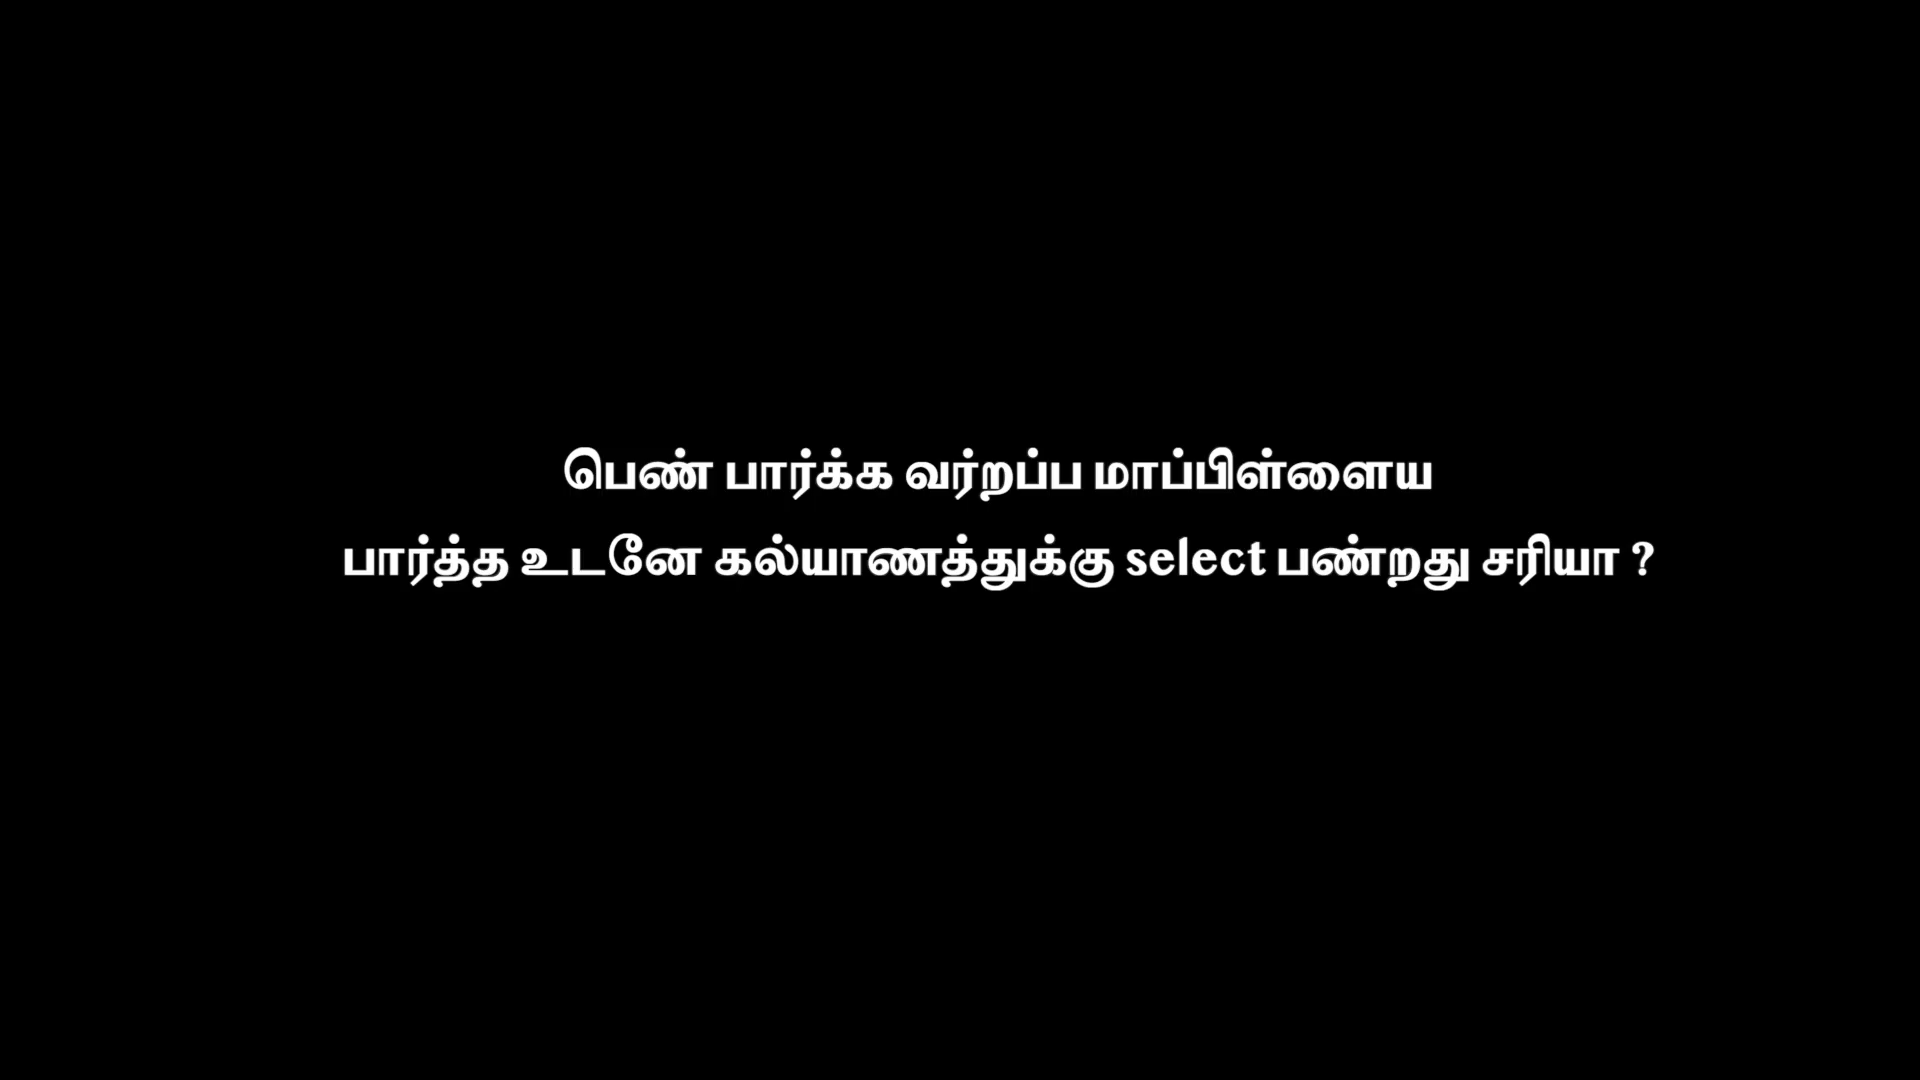 பெண் பார்க்க வர்றப்ப மாப்பிள்ளைய
பார்த்த உடனே கல்யாணத்துக்கு select பண்றது சரியா ?